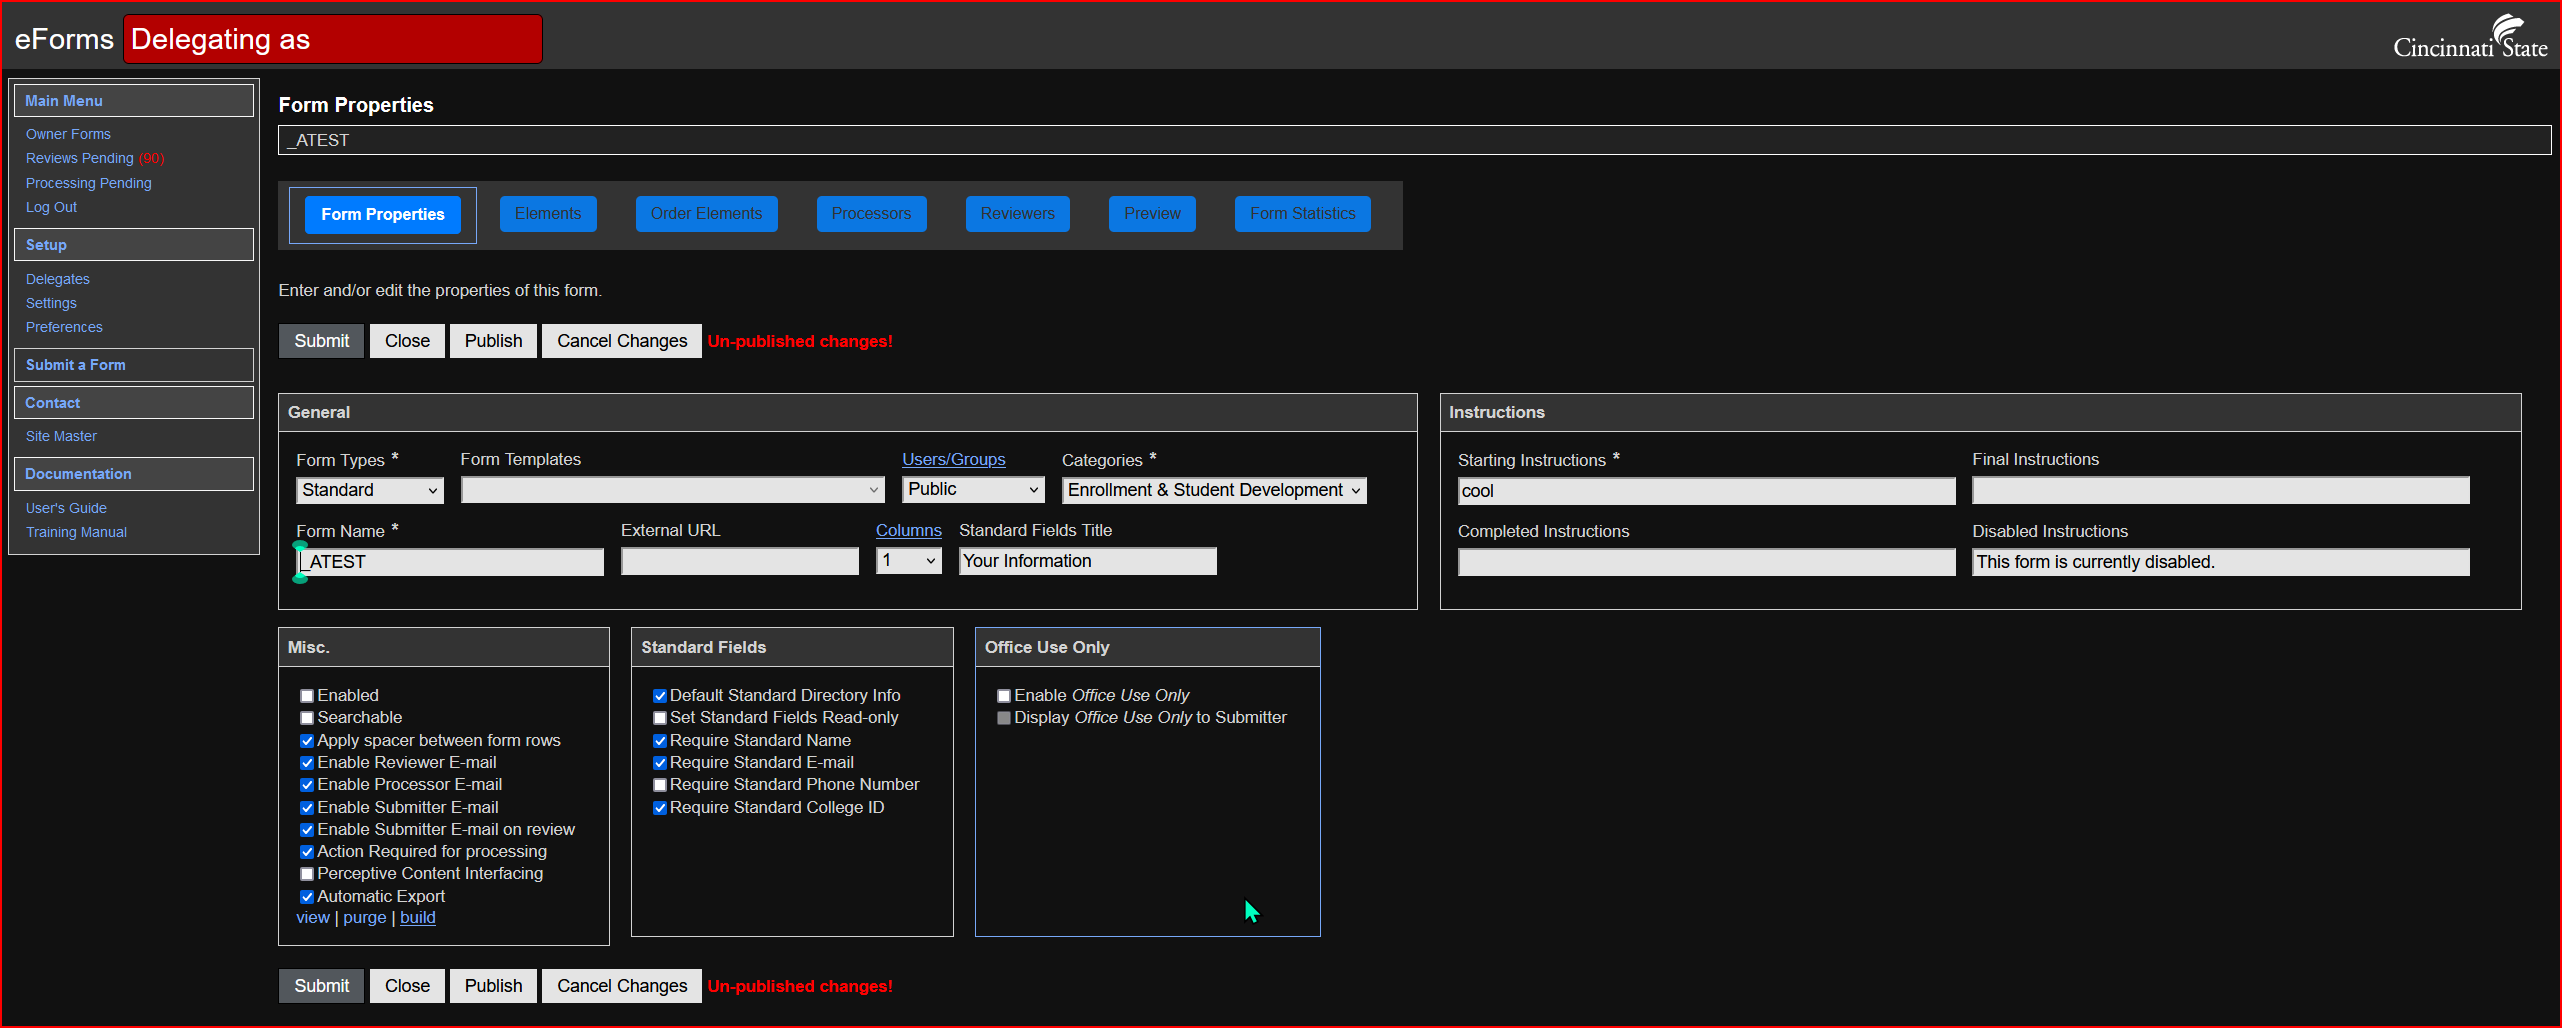 eForms Delegating as
Cincinnati State
Main Menu
Owner Forms
Reviews Pending (90)
Processing Pending
Log Out
Setup
Delegates
Settings
Preferences
Submit a Form
Contact
Site Master
Documentation
User's Guide
Training Manual
Form Properties
_ATEST
Form Properties Elements Order Elements Processors Reviewers Preview Form Statistics
Enter and/or edit the properties of this form.
Submit Close Publish Cancel Changes Un-published changes!
General
Form Types * Form Templates Users/Groups Categories *
Standard Public Enrollment & Student Development
Form Name * External URL Columns Standard Fields Title
_ATEST 1 Your Information
Instructions
Starting Instructions * Final Instructions
cool
Completed Instructions Disabled Instructions
This form is currently disabled.
Misc.
Enabled
Searchable
Apply spacer between form rows
Enable Reviewer E-mail
Enable Processor E-mail
Enable Submitter E-mail
Enable Submitter E-mail on review
Action Required for processing
Perceptive Content Interfacing
Automatic Export
view | purge | build
Standard Fields
Default Standard Directory Info
Set Standard Fields Read-only
Require Standard Name
Require Standard E-mail
Require Standard Phone Number
Require Standard College ID
Office Use Only
Enable Office Use Only
Display Office Use Only to Submitter
Submit Close Publish Cancel Changes Un-published changes!